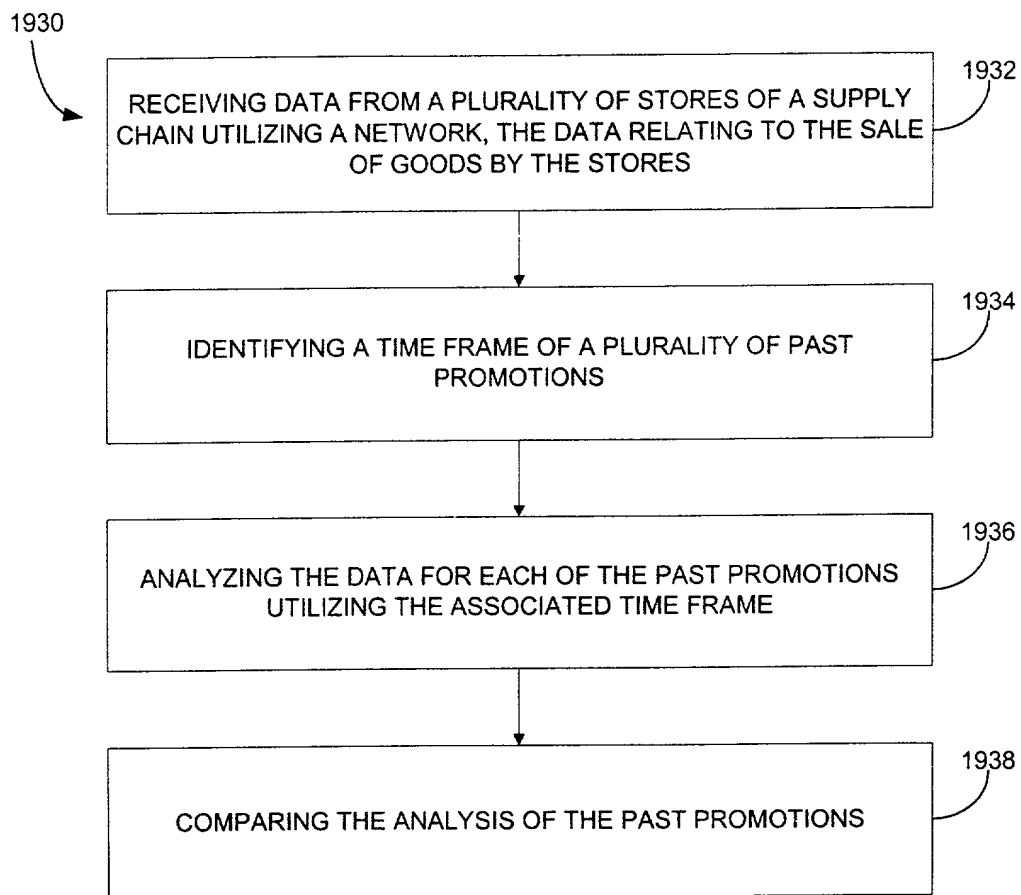 1930
1932
RECEIVING DATA FROM A PLURALITY OF STORES OF A SUPPLY
CHAIN UTILIZING A NETWORK, THE DATA RELATING TO THE SALE
OF GOODS BY THE STORES
1934
IDENTIFYING A TIME FRAME OF A PLURALITY OF PAST
PROMOTIONS
1936
ANALYZING THE DATA FOR EACH OF THE PAST PROMOTIONS
UTILIZING THE ASSOCIATED TIME FRAME
1938
COMPARING THE ANALYSIS OF THE PAST PROMOTIONS